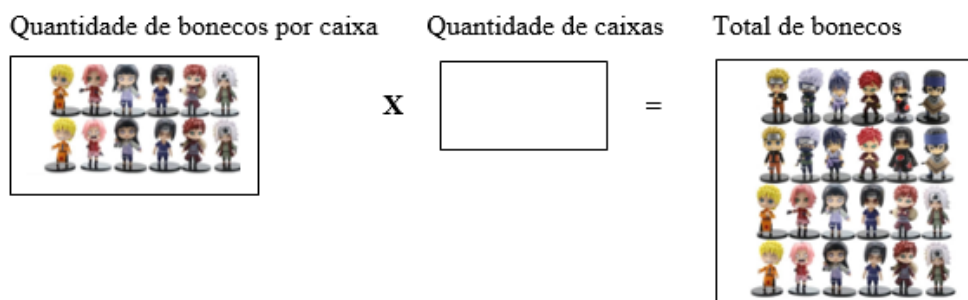 Quantidade de bonecos por caixa Quantidade de caixas Total de bonecos
X =